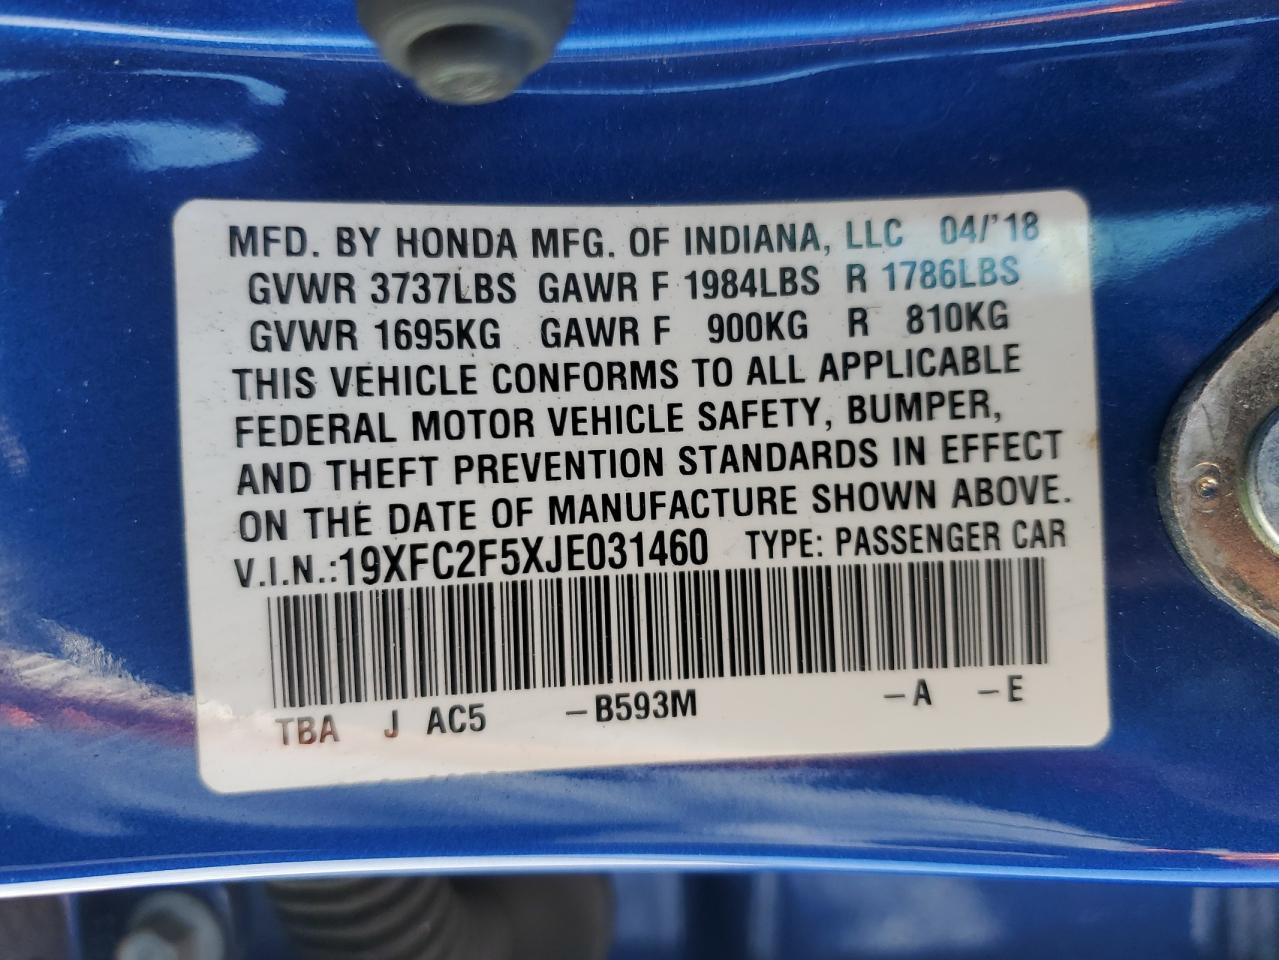 MFD. BY HONDA MFG. OF INDIANA, LLC 04/'18
GVWR 3737LBS GAWR F 1984LBS R 1786LBS
GVWR 1695KG GAWR F 900KG R 810KG
THIS VEHICLE CONFORMS TO ALL APPLICABLE
FEDERAL MOTOR VEHICLE SAFETY, BUMPER,
AND THEFT PREVENTION STANDARDS IN EFFECT
ON THE DATE OF MANUFACTURE SHOWN ABOVE.
V.I.N.:19XFC2F5XJE031460 TYPE: PASSENGER CAR
TBA J AC5 –B593M –A –E